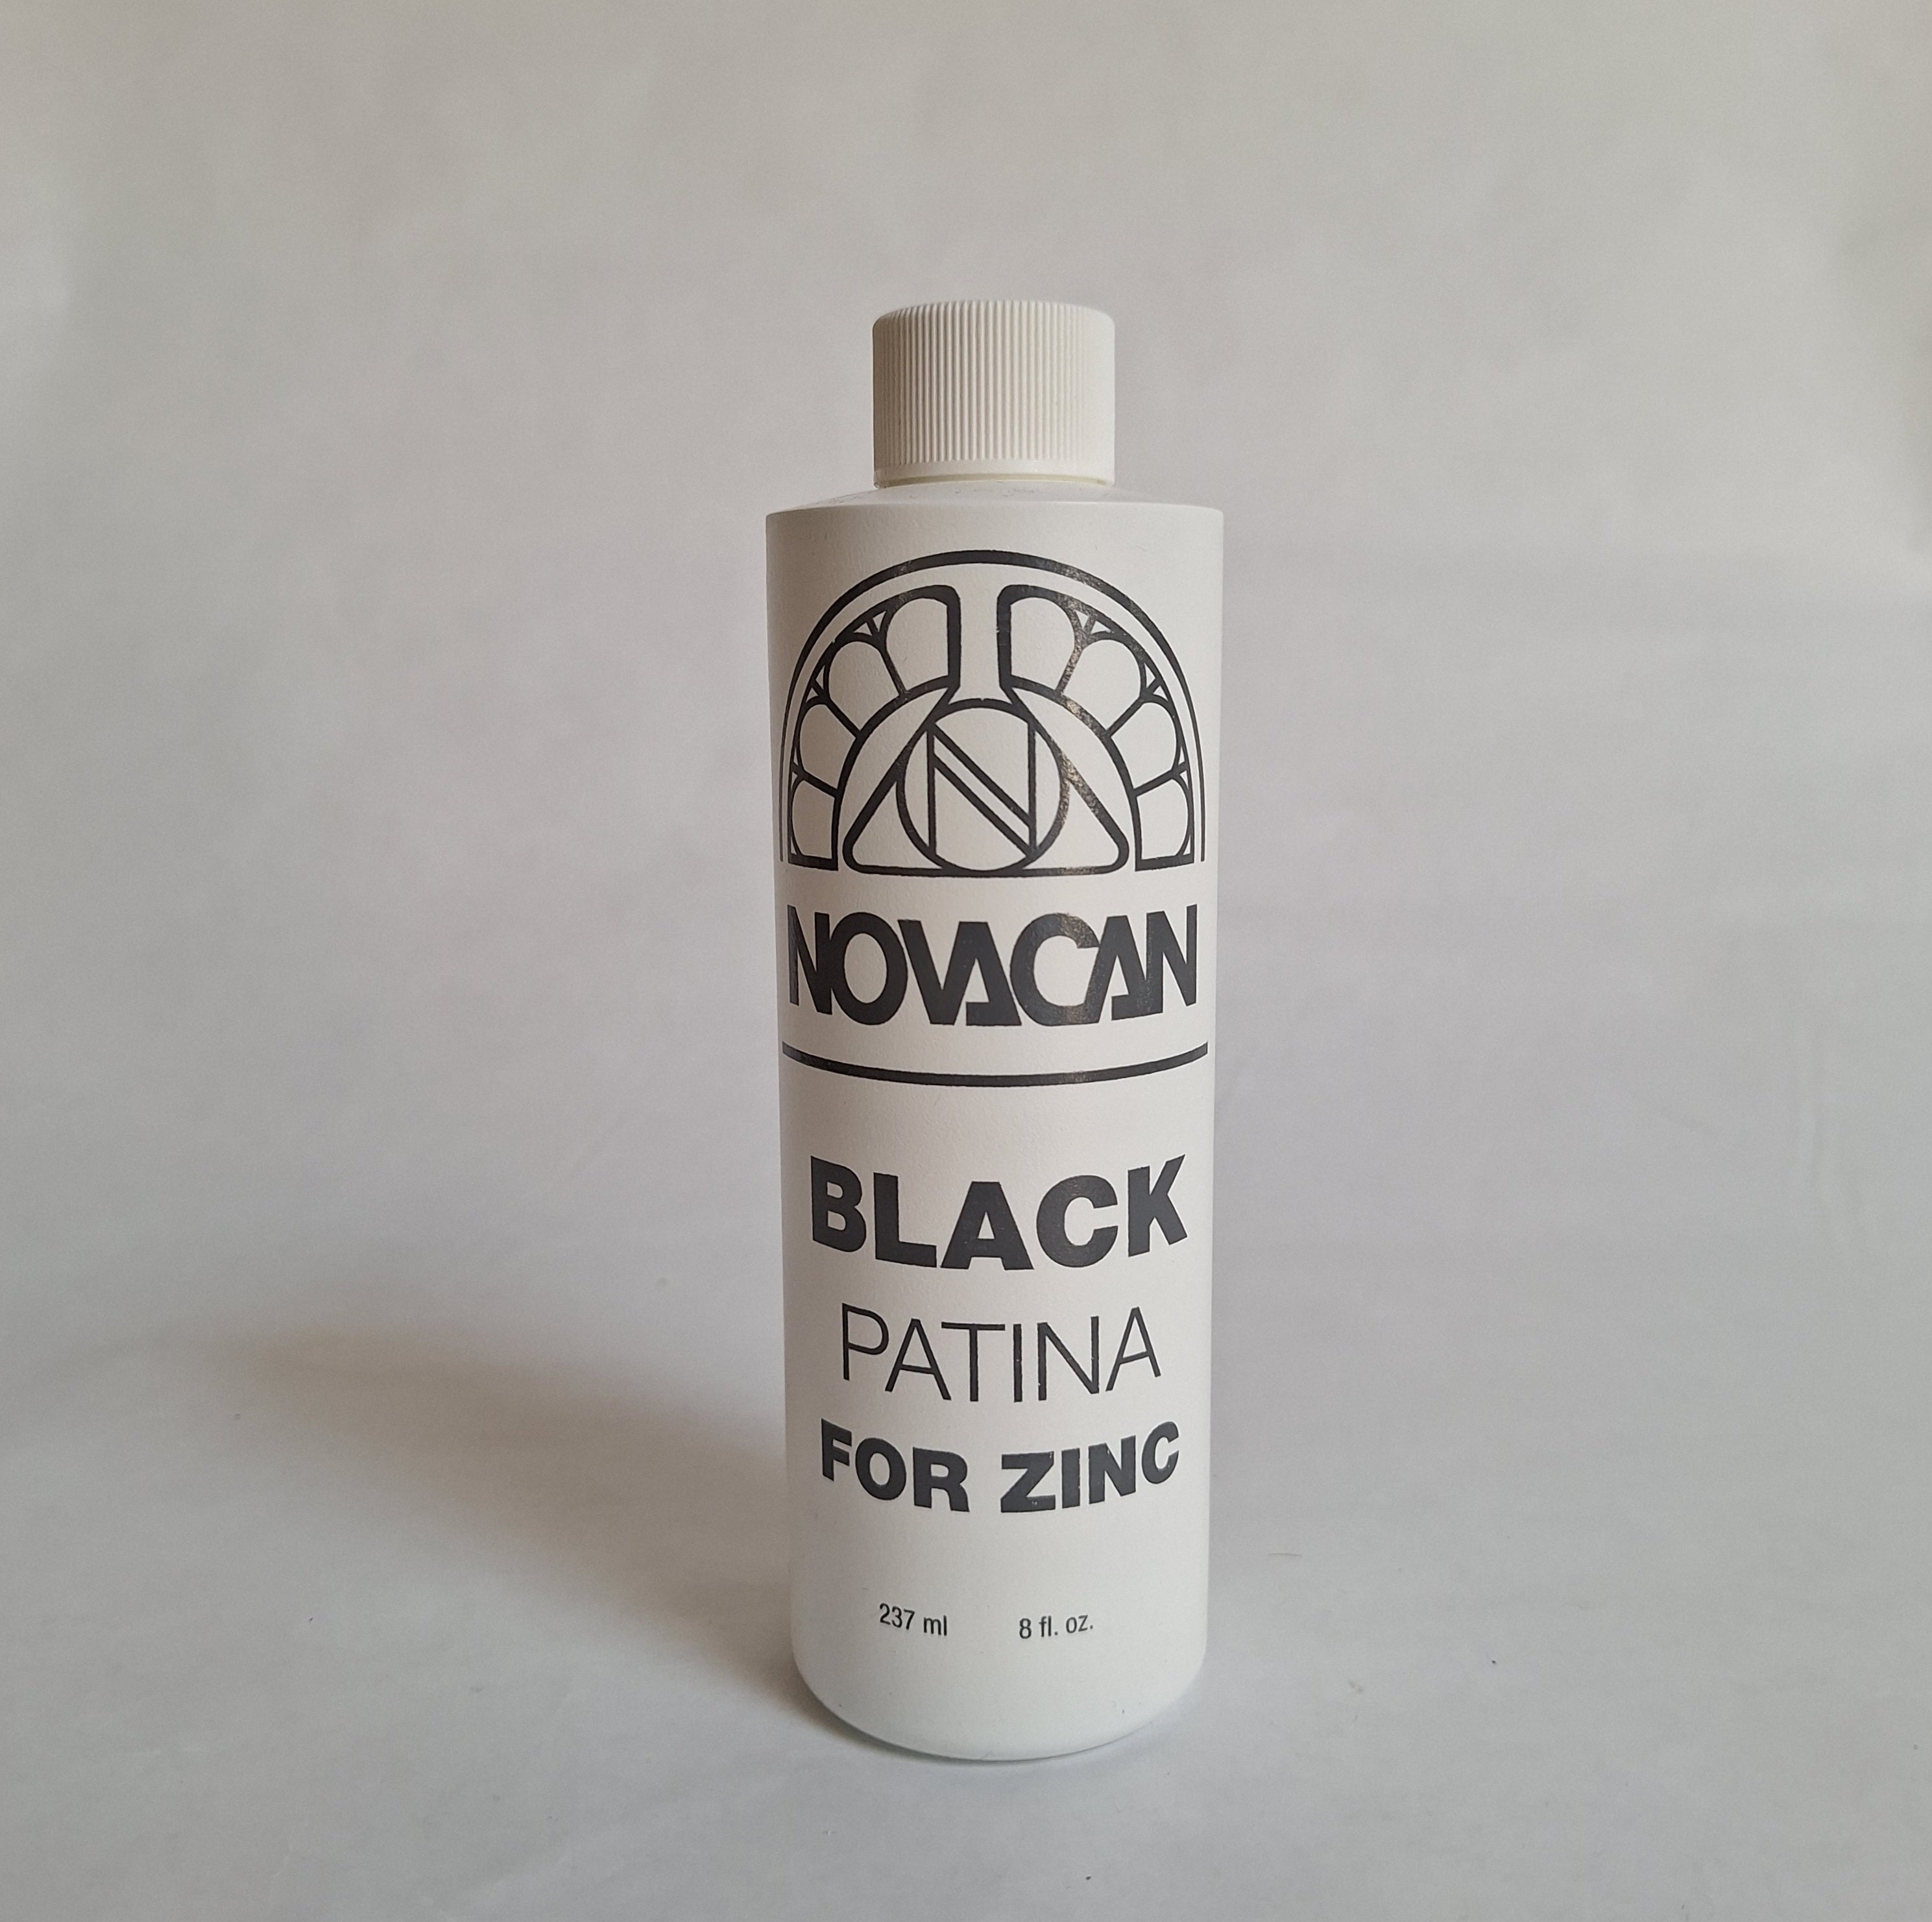 N
NOVACAN
BLACK
PATINA
FOR ZINC
237 ml 8 fl. oz.